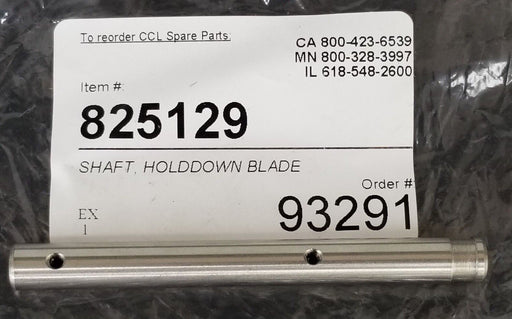 To reorder CCL Spare Parts:
CA 800-423-6539
MN 800-328-3997
IL 618-548-2600
Item #:
825129
SHAFT, HOLDDOWN BLADE
Order #:
EX
93291
1